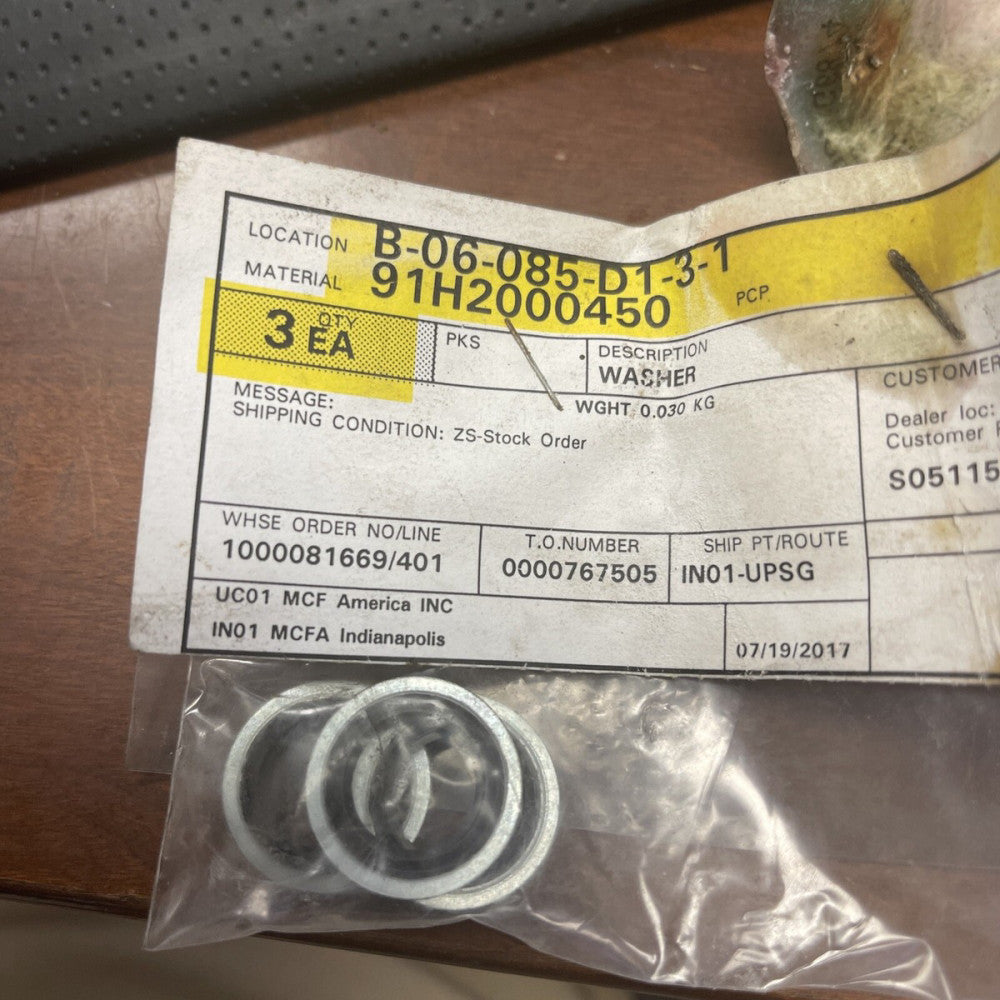 LOCATION B-06-085-D1-3-1
MATERIAL 91H2000450 PCP
QTY
3 EA
PKS
DESCRIPTION
WASHER
WGHT 0.030 KG
MESSAGE:
SHIPPING CONDITION: ZS-Stock Order
CUSTOMER
Dealer loc:
Customer
S05115
WHSE ORDER NO/LINE
1000081669/401
T.O.NUMBER
0000767505
SHIP PT/ROUTE
IN01-UPSG
UC01 MCF America INC
IN01 MCFA Indianapolis
07/19/2017